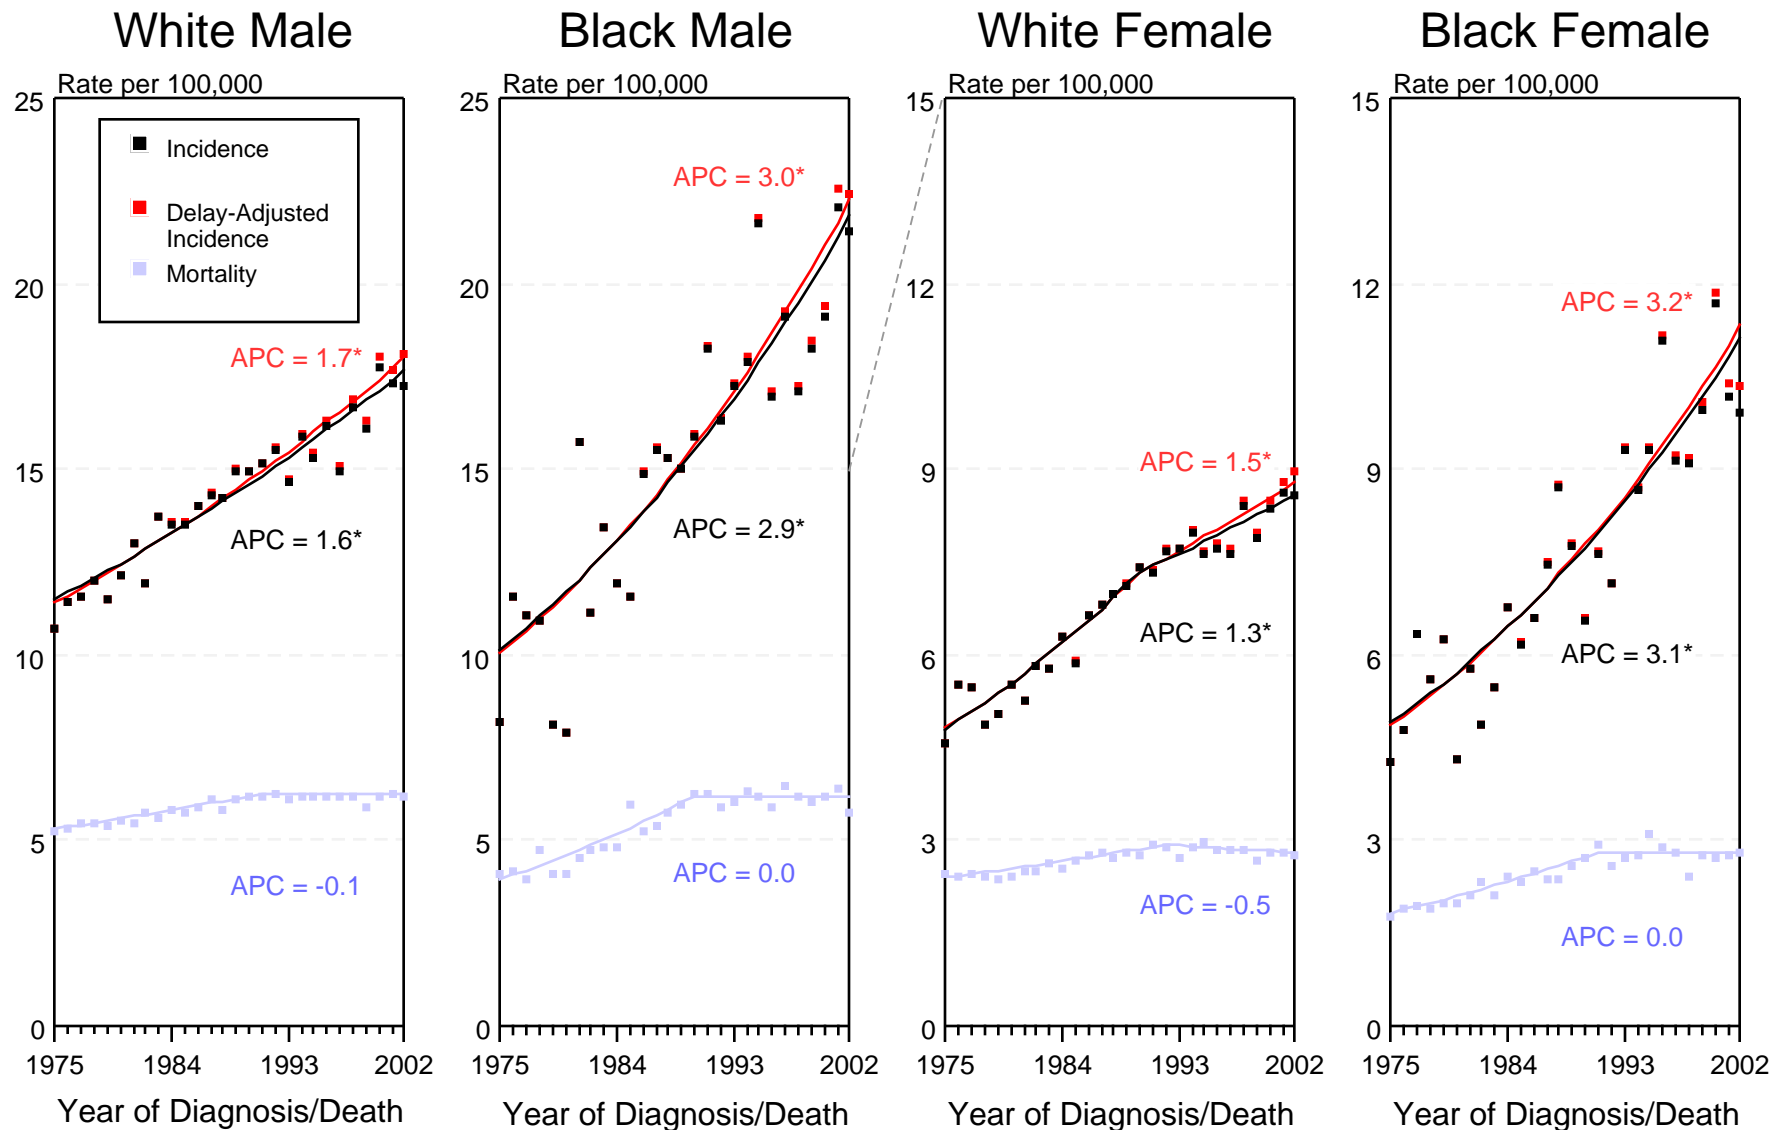 White Male
Black Male
White Female
Black Female
Rate per 100,000
Rate per 100,000
Rate per 100,000
Rate per 100,000
25
20
15
10
5
0
Incidence
Delay-Adjusted
Incidence
Mortality
APC = 1.7*
APC = 1.6*
APC = -0.1
1975
1984
1993
2002
Year of Diagnosis/Death
25
20
15
10
5
0
APC = 3.0*
APC = 2.9*
APC = 0.0
1975
1984
1993
2002
Year of Diagnosis/Death
15
12
9
6
3
0
APC = 1.5*
APC = 1.3*
APC = -0.5
1975
1984
1993
2002
Year of Diagnosis/Death
15
12
9
6
3
0
APC = 3.2*
APC = 3.1*
APC = 0.0
1975
1984
1993
2002
Year of Diagnosis/Death